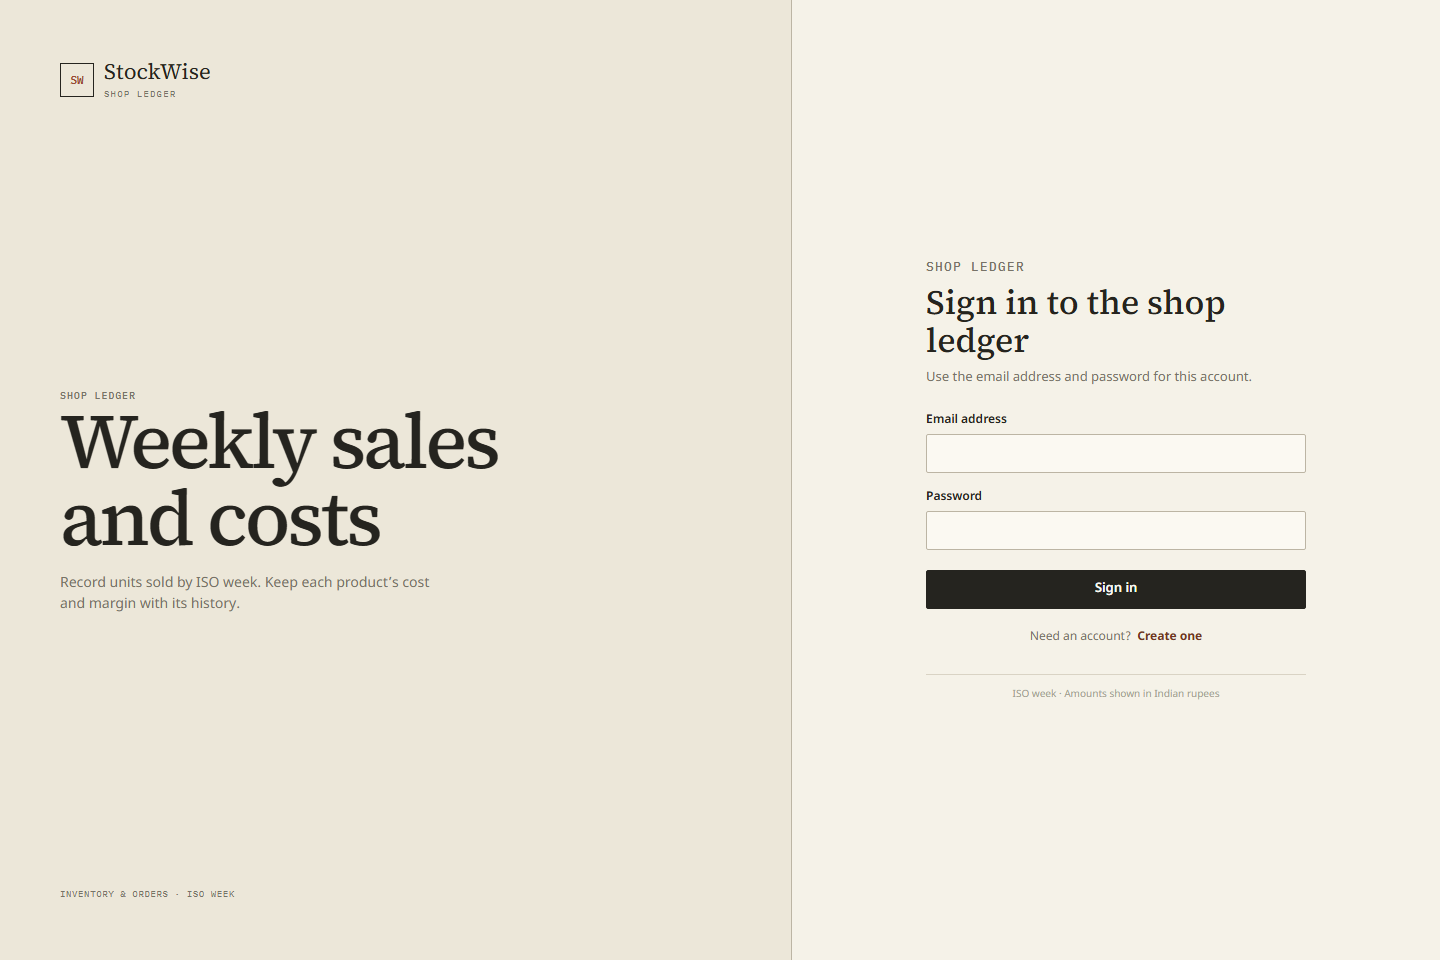 SW
StockWise
SHOP LEDGER
SHOP LEDGER
Weekly sales
and costs
Record units sold by ISO week. Keep each product’s cost
and margin with its history.
INVENTORY & ORDERS · ISO WEEK
SHOP LEDGER
Sign in to the shop
ledger
Use the email address and password for this account.
Email address
Password
Sign in
Need an account? Create one
ISO week · Amounts shown in Indian rupees